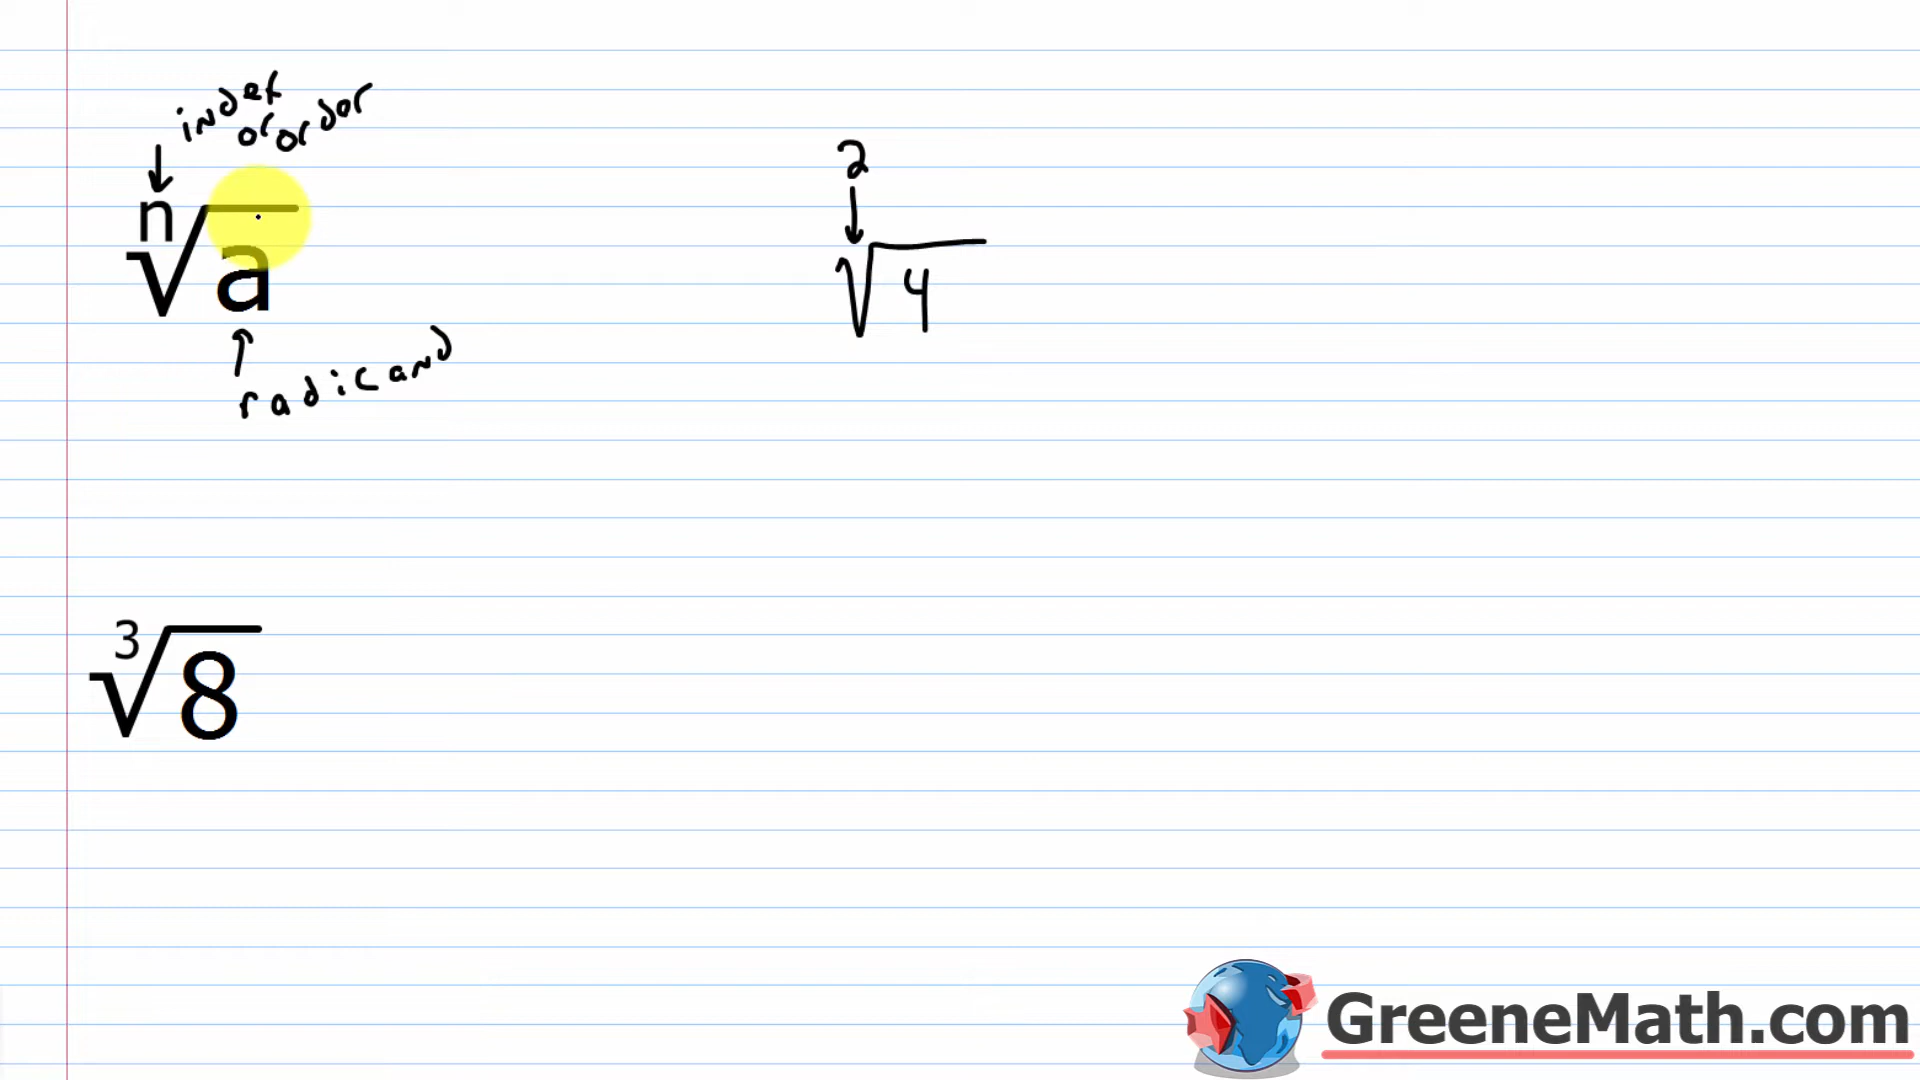 index
or order
n√a
radicand
2
√4
³√8
GreeneMath.com